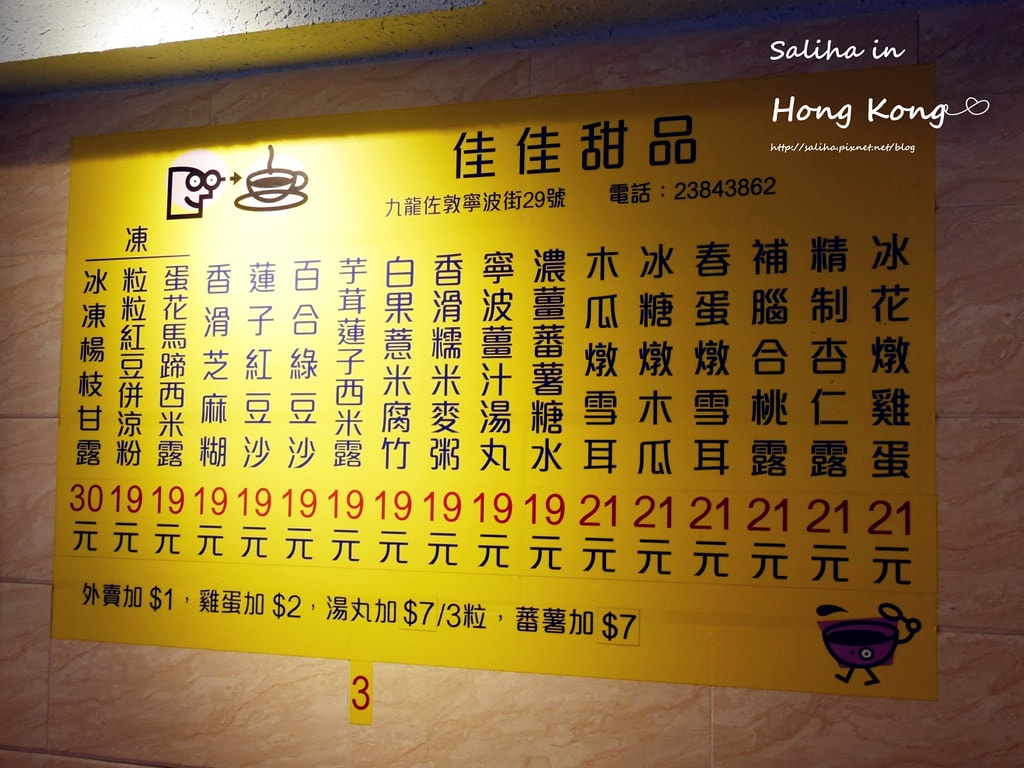 Saliha in
Hong Kong
http://saliha.pixnet.net/blog
佳佳甜品
九龍佐敦寧波街29號 電話：23843862
冰花燉雞蛋 21元
精制杏仁露 21元
補腦合桃露 21元
春蛋燉雪耳 21元
冰糖燉木瓜 21元
木瓜燉雪耳 21元
濃薑蕃薯糖水 19元
寧波薑汁湯丸 19元
香滑糯米麥粥 19元
白果薏米腐竹 19元
芋茸蓮子西米露 19元
百合綠豆沙 19元
蓮子紅豆沙 19元
香滑芝麻糊 19元
凍
蛋花馬蹄西米露 19元
粒粒紅豆併涼粉 19元
冰凍楊枝甘露 30元
外賣加 $1，雞蛋加 $2，湯丸加 $7/3粒，蕃薯加 $7
3